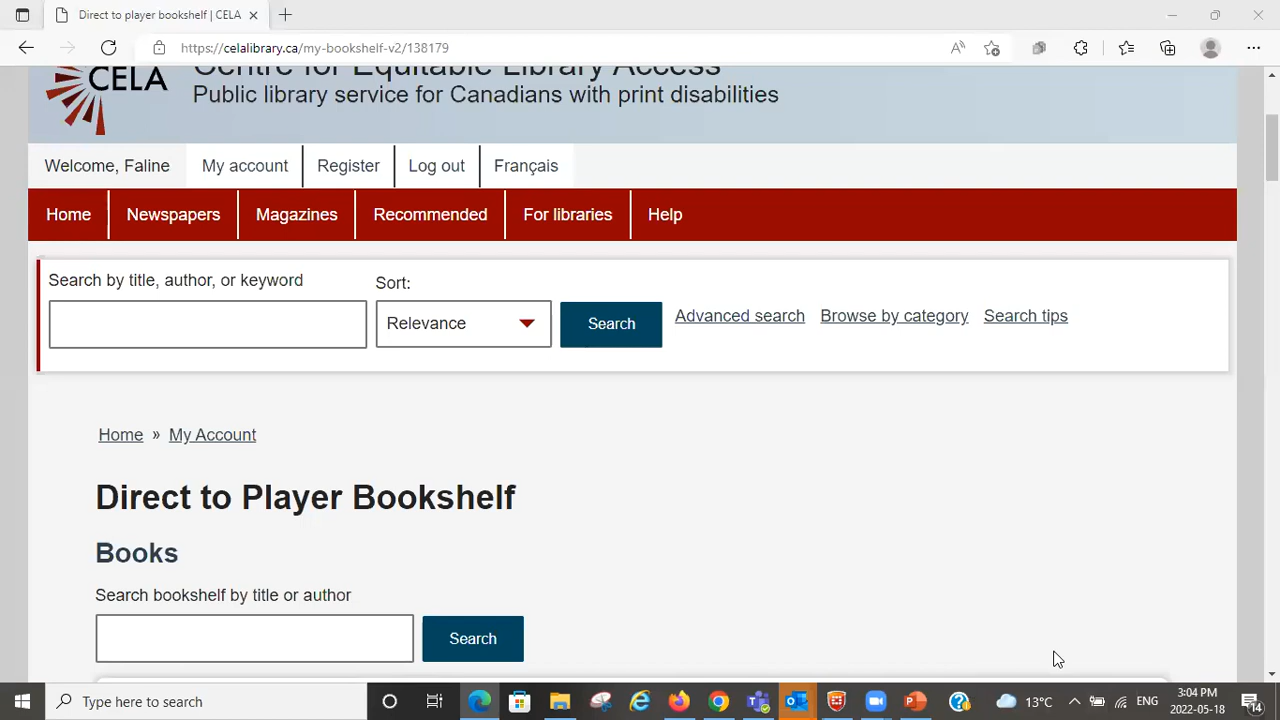 Direct to player bookshelf | CELA
https://celalibrary.ca/my-bookshelf-v2/138179
CELA
Centre for Equitable Library Access
Public library service for Canadians with print disabilities
Welcome, Faline
My account
Register
Log out
Français
Home
Newspapers
Magazines
Recommended
For libraries
Help
Search by title, author, or keyword
Sort:
Relevance
Search
Advanced search
Browse by category
Search tips
Home » My Account
Direct to Player Bookshelf
Books
Search bookshelf by title or author
Search
Type here to search
13°C
ENG
3:04 PM
2022-05-18
14